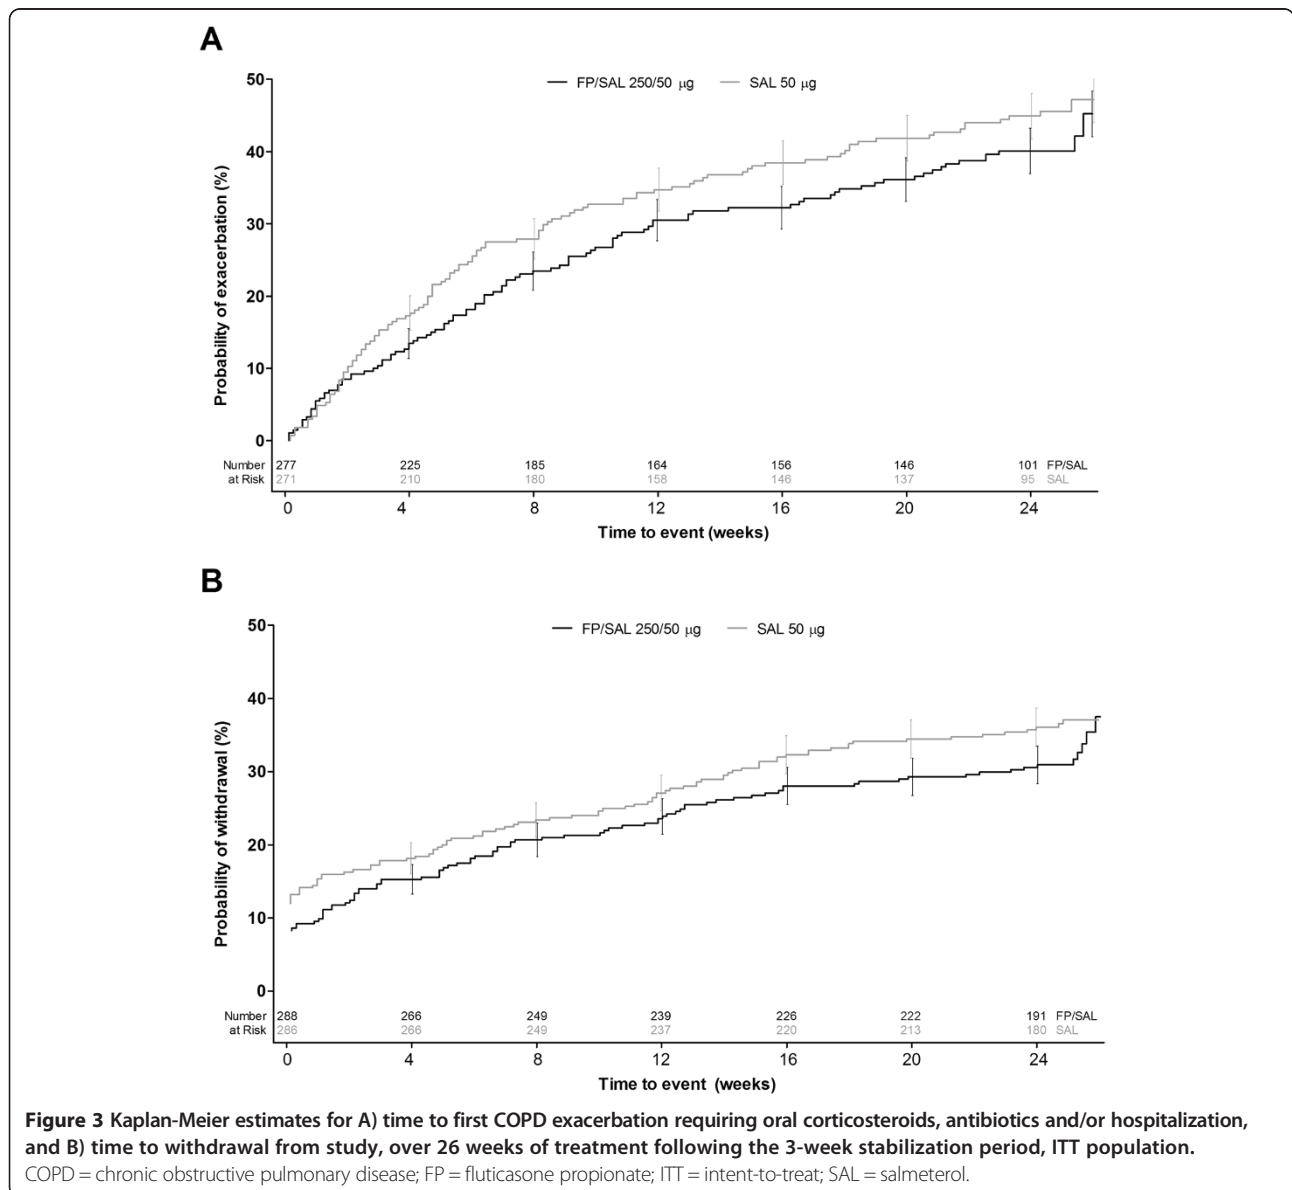 A
FP/SAL 250/50 µg SAL 50 µg
50
40
30
20
10
0
Probability of exacerbation (%)
Number 277 225 185 164 156 146 101 FP/SAL
at Risk 271 210 180 158 146 137 95 SAL
0 4 8 12 16 20 24
Time to event (weeks)
B
FP/SAL 250/50 µg SAL 50 µg
50
40
30
20
10
0
Probability of withdrawal (%)
Number 288 266 249 239 226 222 191 FP/SAL
at Risk 286 266 249 237 220 213 180 SAL
0 4 8 12 16 20 24
Time to event (weeks)
Figure 3 Kaplan-Meier estimates for A) time to first COPD exacerbation requiring oral corticosteroids, antibiotics and/or hospitalization,
and B) time to withdrawal from study, over 26 weeks of treatment following the 3-week stabilization period, ITT population.
COPD = chronic obstructive pulmonary disease; FP = fluticasone propionate; ITT = intent-to-treat; SAL = salmeterol.